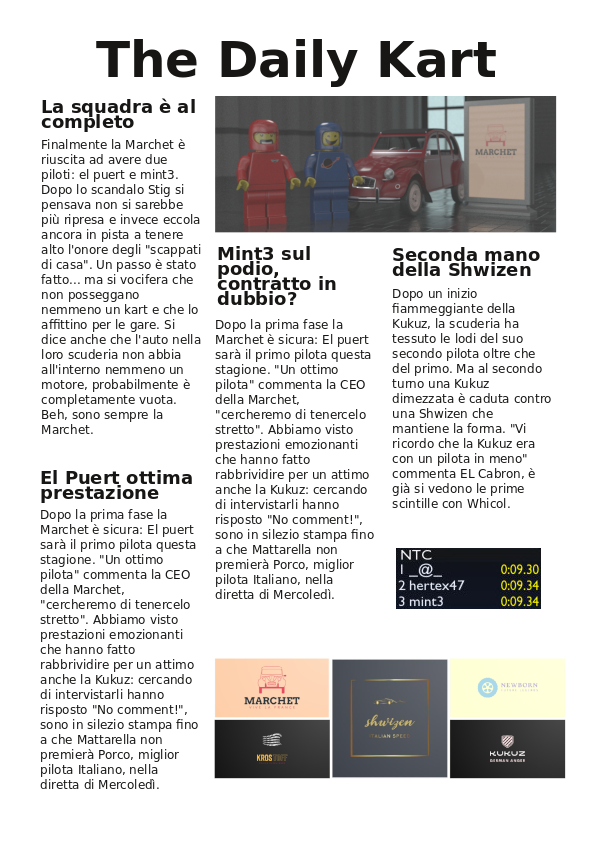 The Daily Kart
La squadra è al
completo
Finalmente la Marchet è
riuscita ad avere due
piloti: el puert e mint3.
Dopo lo scandalo Stig si
pensava non si sarebbe
più ripresa e invece eccola
ancora in pista a tenere
alto l'onore degli "scappati
di casa". Un passo è stato
fatto... ma si vocifera che
non posseggano
nemmeno un kart e che lo
affittino per le gare. Si
dice anche che l'auto nella
loro scuderia non abbia
all'interno nemmeno un
motore, probabilmente è
completamente vuota.
Beh, sono sempre la
Marchet.
El Puert ottima
prestazione
Dopo la prima fase la
Marchet è sicura: El puert
sarà il primo pilota questa
stagione. "Un ottimo
pilota" commenta la CEO
della Marchet,
"cercheremo di tenercelo
stretto". Abbiamo visto
prestazioni emozionanti
che hanno fatto
rabbrividire per un attimo
anche la Kukuz: cercando
di intervistarli hanno
risposto "No comment!",
sono in silezio stampa fino
a che Mattarella non
premierà Porco, miglior
pilota Italiano, nella
diretta di Mercoledì.
MARCHET
Mint3 sul
podio,
contratto in
dubbio?
Dopo la prima fase la
Marchet è sicura: El puert
sarà il primo pilota questa
stagione. "Un ottimo
pilota" commenta la CEO
della Marchet,
"cercheremo di tenercelo
stretto". Abbiamo visto
prestazioni emozionanti
che hanno fatto
rabbrividire per un attimo
anche la Kukuz: cercando
di intervistarli hanno
risposto "No comment!",
sono in silezio stampa fino
a che Mattarella non
premierà Porco, miglior
pilota Italiano, nella
diretta di Mercoledì.
Seconda mano
della Shwizen
Dopo un inizio
fiammeggiante della
Kukuz, la scuderia ha
tessuto le lodi del suo
secondo pilota oltre che
del primo. Ma al secondo
turno una Kukuz
dimezzata è caduta contro
una Shwizen che
mantiene la forma. "Vi
ricordo che la Kukuz era
con un pilota in meno"
commenta EL Cabron, è
già si vedono le prime
scintille con Whicol.
NTC
1 _@_ 0:09.30
2 hertex47 0:09.34
3 mint3 0:09.34
MARCHET
VIVE LA FRANCE
shwizen
ITALIAN SPEED
NEWBORN
KROSTIFF
KUKUZ
GERMAN ANGER